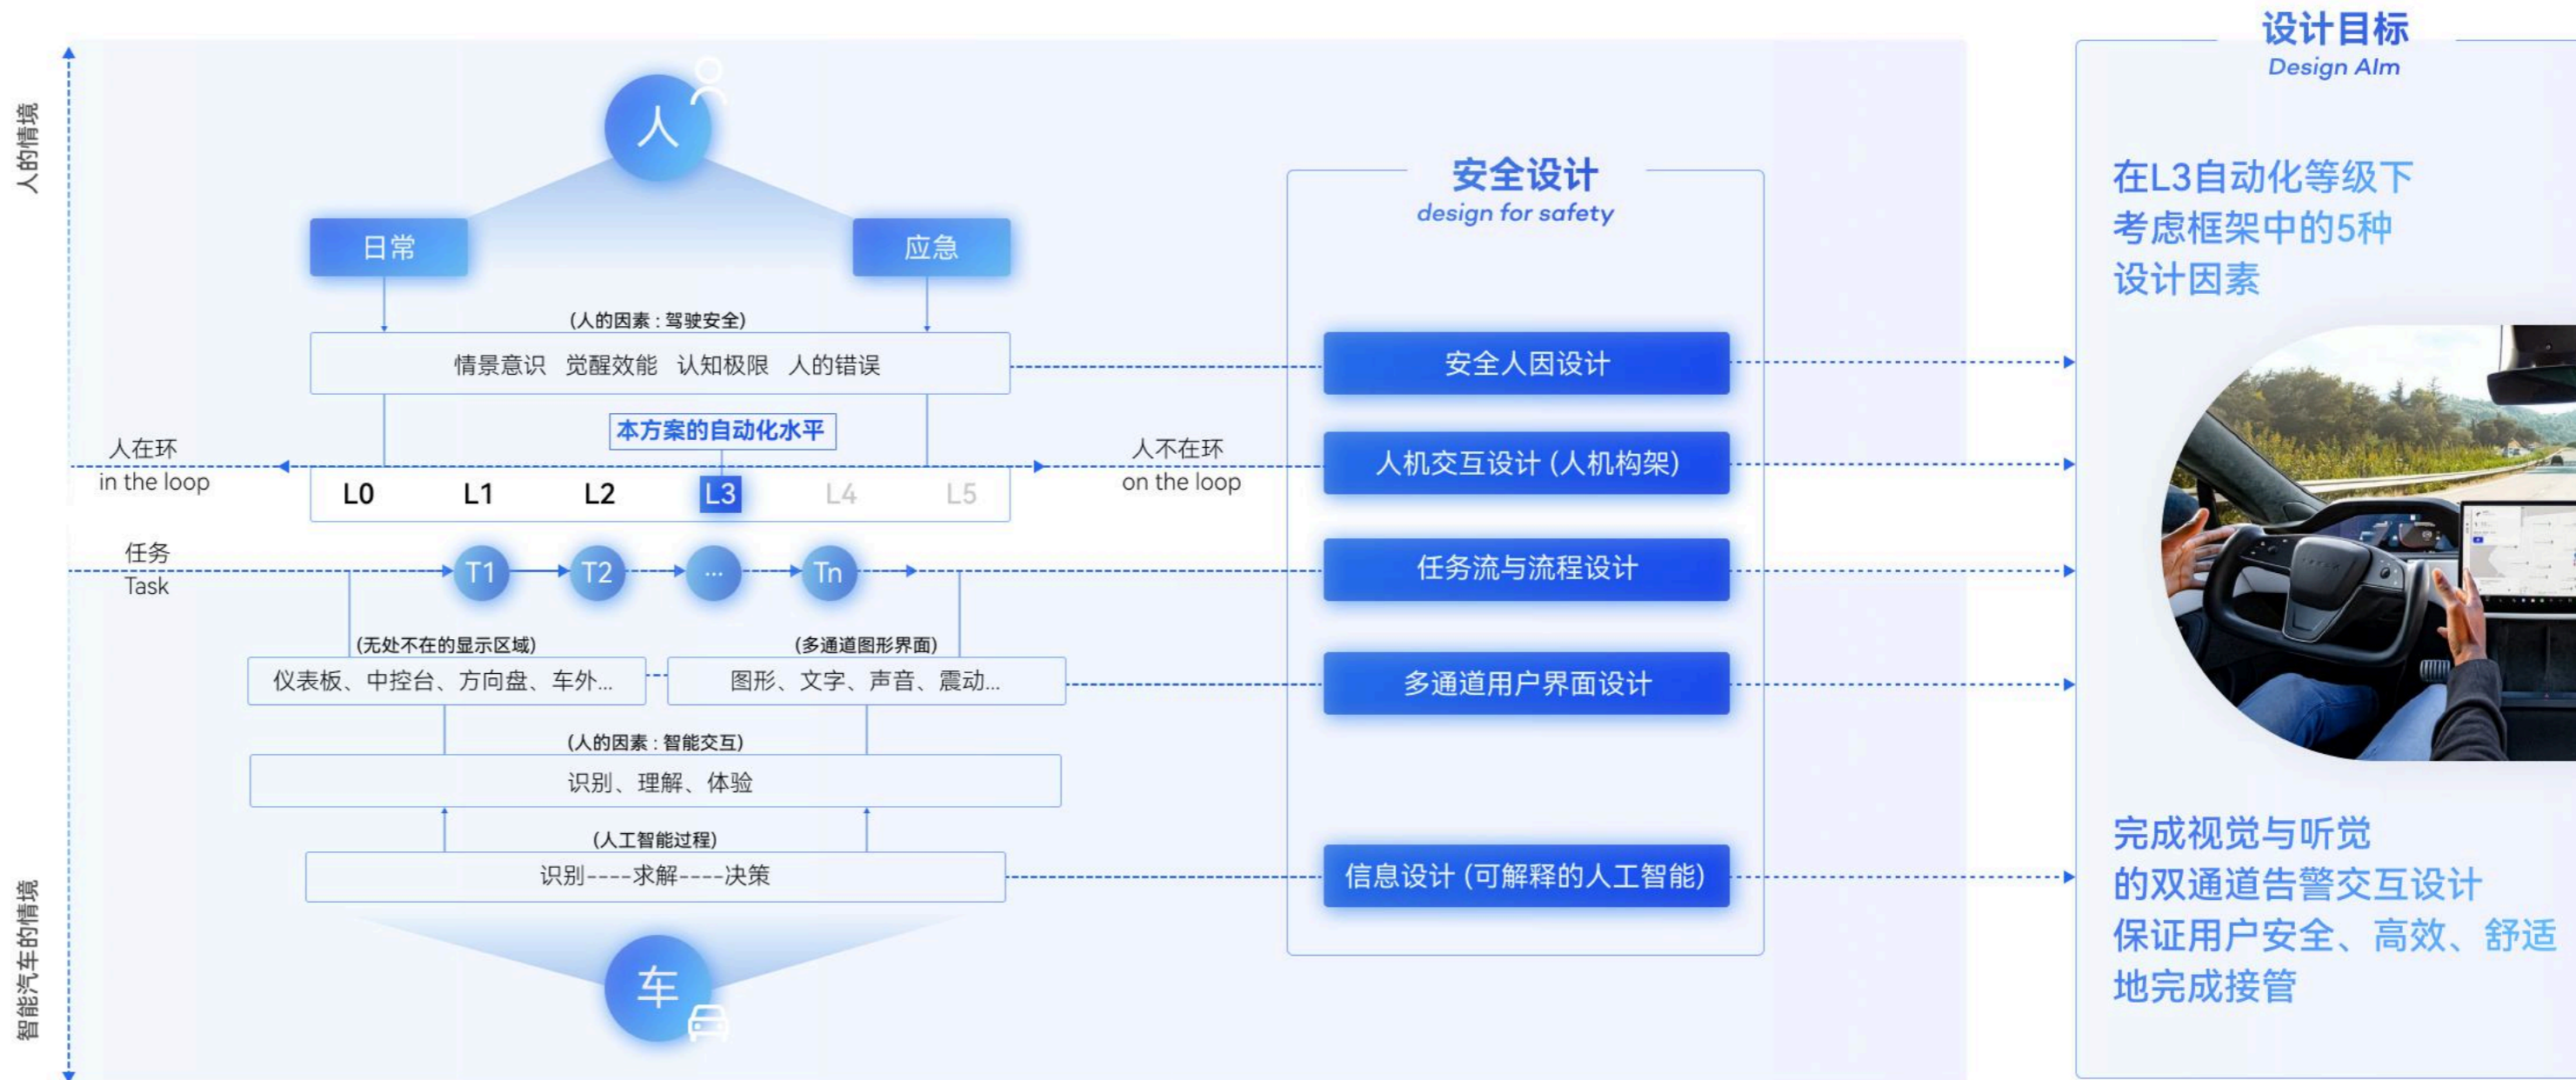 人的情境
人
日常
应急
(人的因素 : 驾驶安全)
情景意识 觉醒效能 认知极限 人的错误
本方案的自动化水平
人在环
in the loop
人不在环
on the loop
L0 L1 L2 L3 L4 L5
任务
Task
T1 T2 ... Tn
(无处不在的显示区域)
(多通道图形界面)
仪表板、中控台、方向盘、车外...
图形、文字、声音、震动...
(人的因素 : 智能交互)
识别、理解、体验
(人工智能过程)
识别----求解----决策
车
智能汽车的情境
安全设计
design for safety
安全人因设计
人机交互设计 (人机构架)
任务流与流程设计
多通道用户界面设计
信息设计 (可解释的人工智能)
设计目标
Design AIm
在L3自动化等级下
考虑框架中的5种
设计因素
完成视觉与听觉
的双通道告警交互设计
保证用户安全、高效、舒适
地完成接管